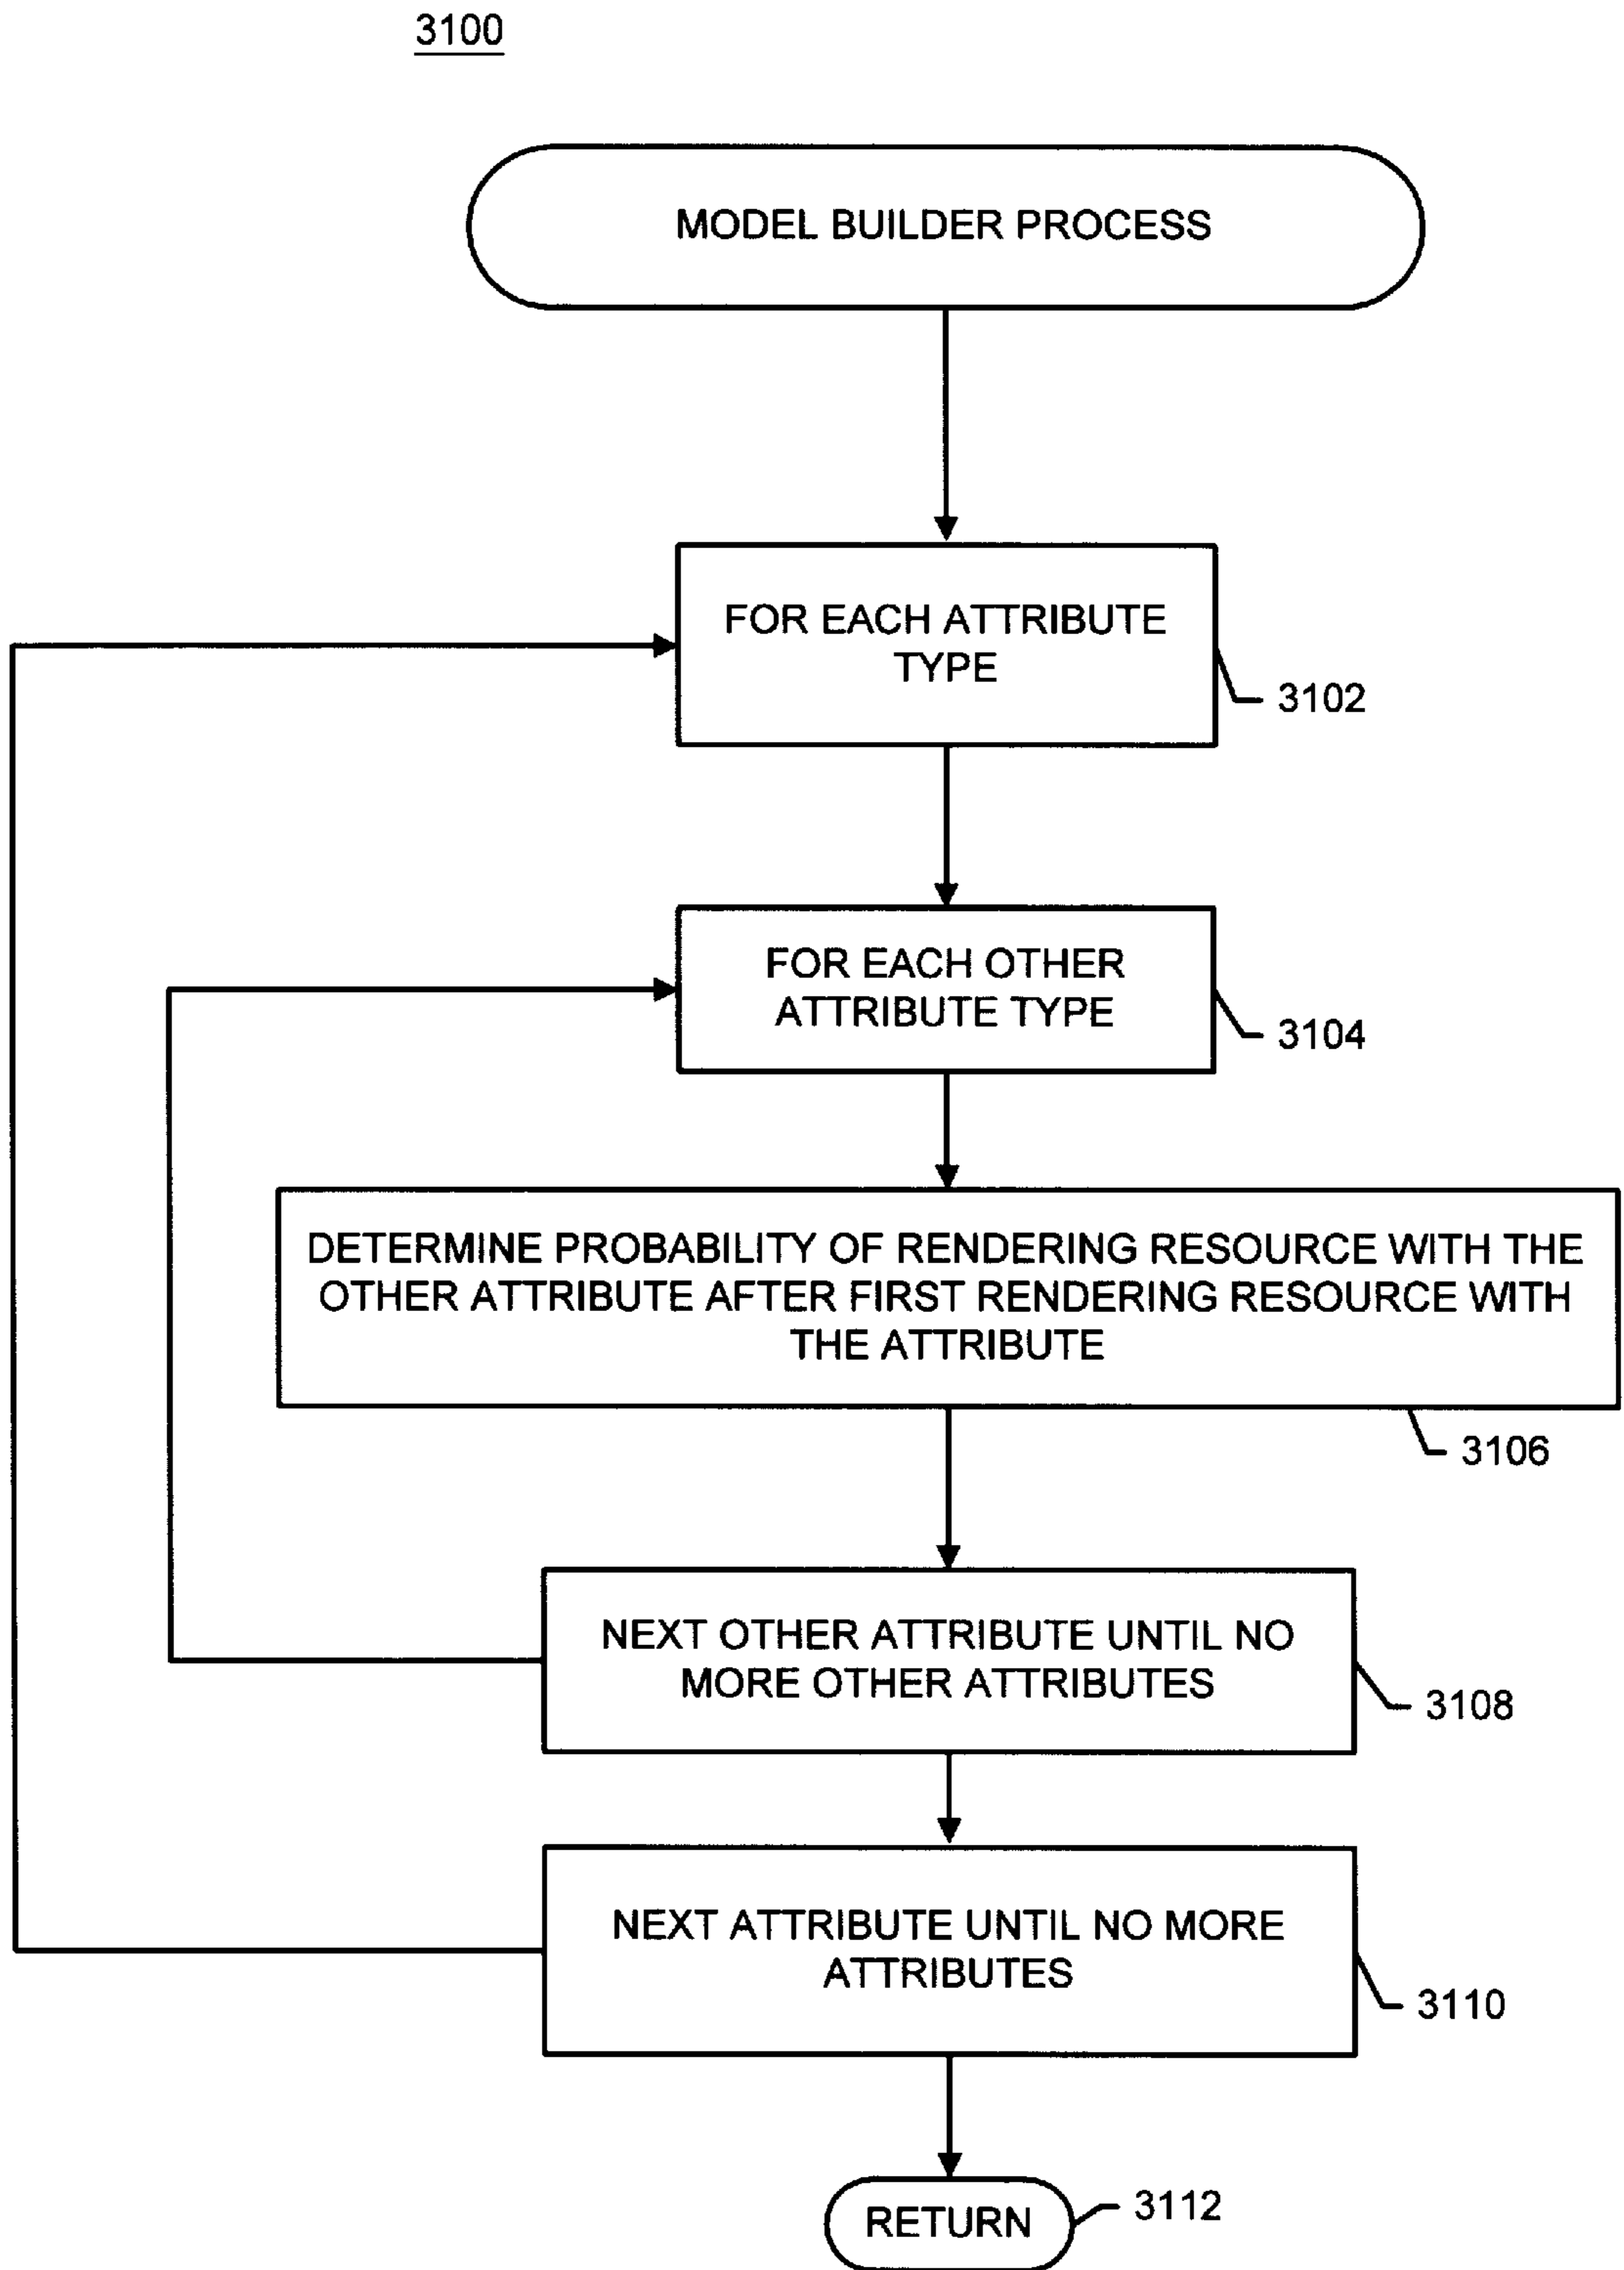 3100
MODEL BUILDER PROCESS
FOR EACH ATTRIBUTE
TYPE
3102
FOR EACH OTHER
ATTRIBUTE TYPE
3104
DETERMINE PROBABILITY OF RENDERING RESOURCE WITH THE
OTHER ATTRIBUTE AFTER FIRST RENDERING RESOURCE WITH
THE ATTRIBUTE
3106
NEXT OTHER ATTRIBUTE UNTIL NO
MORE OTHER ATTRIBUTES
3108
NEXT ATTRIBUTE UNTIL NO MORE
ATTRIBUTES
3110
RETURN
3112